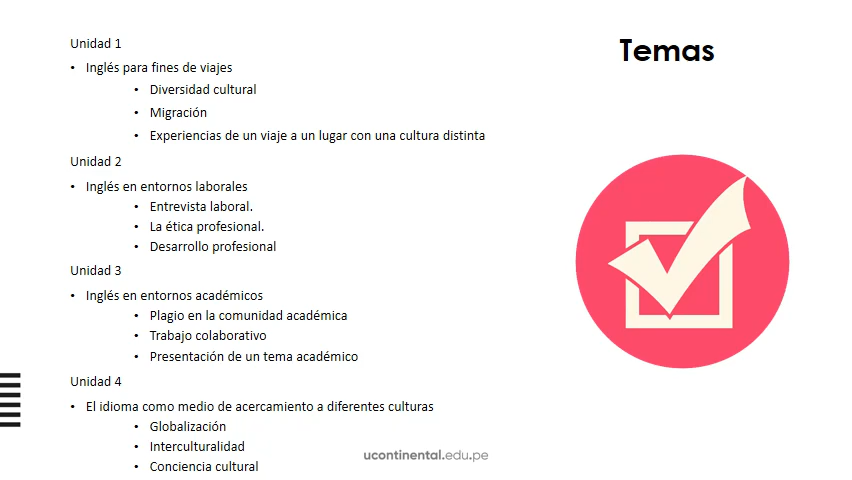 Temas
Unidad 1
• Inglés para fines de viajes
• Diversidad cultural
• Migración
• Experiencias de un viaje a un lugar con una cultura distinta
Unidad 2
• Inglés en entornos laborales
• Entrevista laboral.
• La ética profesional.
• Desarrollo profesional
Unidad 3
• Inglés en entornos académicos
• Plagio en la comunidad académica
• Trabajo colaborativo
• Presentación de un tema académico
Unidad 4
• El idioma como medio de acercamiento a diferentes culturas
• Globalización
• Interculturalidad
• Conciencia cultural
ucontinental.edu.pe